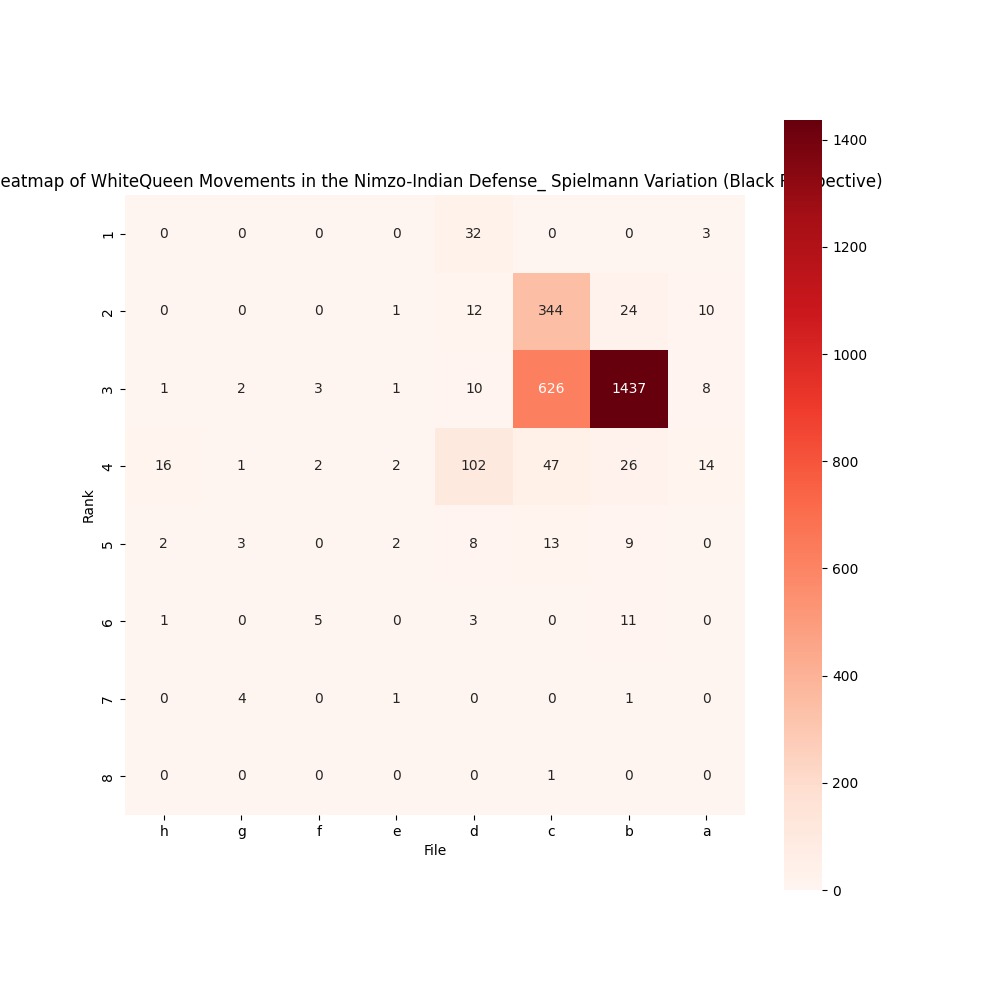 1400
eatmap of WhiteQueen Movements in the Nimzo-Indian Defense_ Spielmann Variation (Black pective)
1 0 0 0 0 32 0 0 3
1200
2 0 0 0 1 12 344 24 10
1000
3 1 2 3 1 10 626 1437 8
800
4 16 1 2 2 102 47 26 14
Rank
5 2 3 0 2 8 13 9 0
600
6 1 0 5 0 3 0 11 0
400
7 0 4 0 1 0 0 1 0
8 0 0 0 0 0 1 0 0
200
h g f e d c b a
File
0